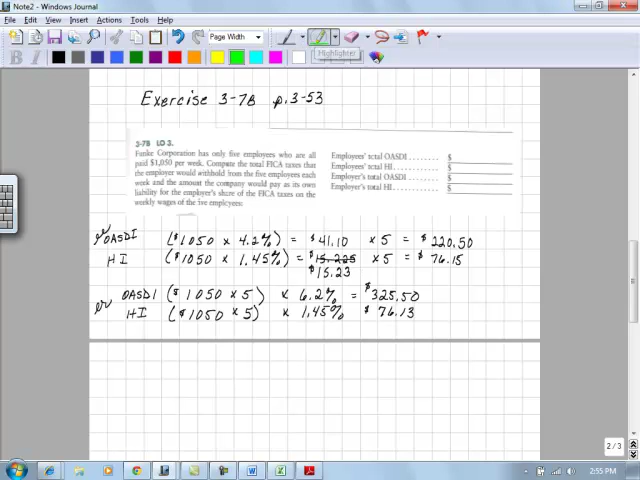 Note2 - Windows Journal
File Edit View Insert Actions Tools Help
Page Width
Highlighter
Exercise 3-7B p.3-53
3-7B LO 3.
Fenke Corporation has only five employees who are all
paid $1,050 per week. Compute the total FICA taxes that
the employer would withhold from the five employees each
week and the amount the company would pay as its own
liability for the employer's share of the FICA taxes on the
weekly wages of the five employees:
Employees' total OASDI ....... $
Employees' total HI ........... $
Employer's total OASDI ....... $
Employer's total HI ........... $
OASDI ($1050 x 4.2%) = $41.10 x 5 = $220.50
HI ($1050 x 1.45%) = $15.225 x 5 = $76.15
$15.23
er OASDI ($1050 x 5) x 6.2% = $325.50
HI ($1050 x 5) x 1.45% $76.13
2/3
2:55 PM